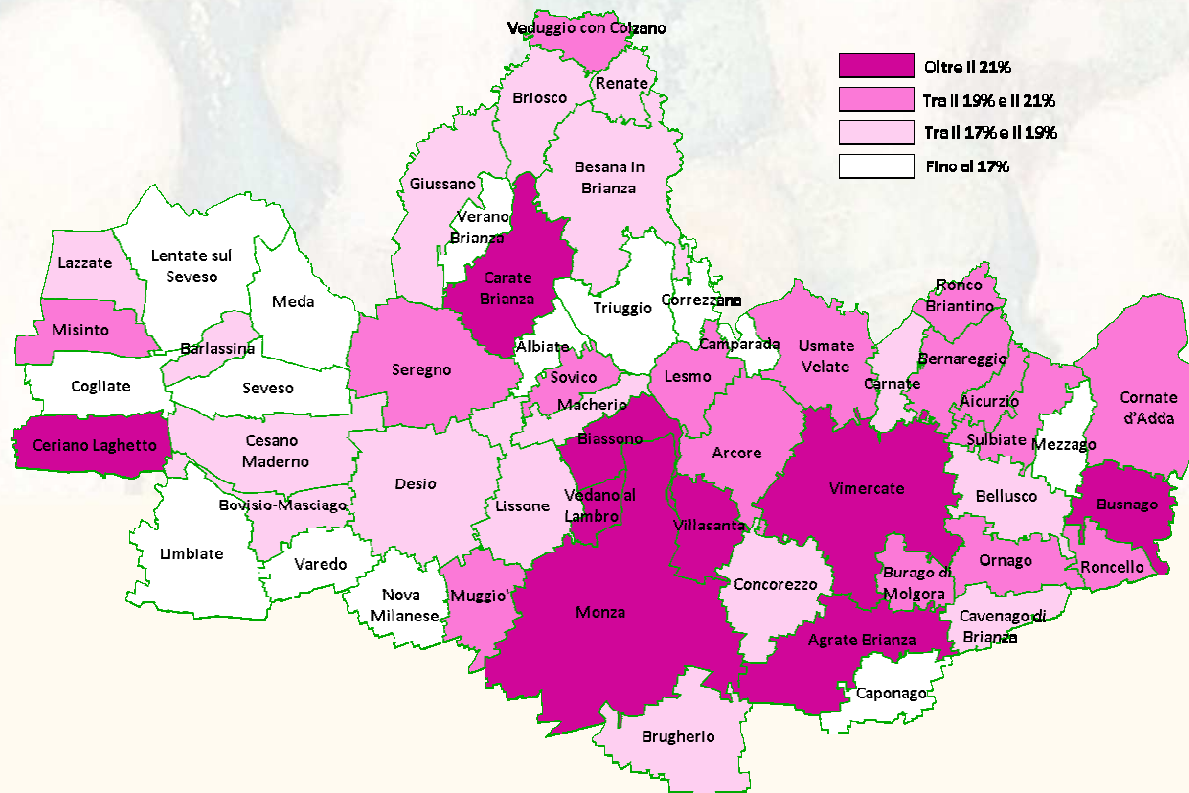 Veduggio con Colzano
Oltre il 21%
Tra il 19% e il 21%
Tra il 17% e il 19%
Fino al 17%
Renate
Briosco
Besana in
Brianza
Giussano
Verano
Brianza
Lentate sul
Seveso
Lazzate
Carate
Brianza
Meda
Triuggio
Correzzana
Ronco
Briantino
Misinto
Barlassina
Albiate
Camparada
Usmate
Velate
Bernareggio
Cogliate
Seveso
Seregno
Sovico
Lesmo
Carnate
Aicurzio
Cornate
d'Adda
Macherio
Ceriano Laghetto
Cesano
Maderno
Biassono
Arcore
Sulbiate
Mezzago
Desio
Vimercate
Bellusco
Busnago
Bovisio-Masciago
Lissone
Vedano al
Lambro
Villasanta
Limbiate
Varedo
Concorezzo
Burago di
Molgora
Ornago
Roncello
Nova
Milanese
Muggio'
Monza
Agrate Brianza
Cavenago di
Brianza
Caponago
Brugherio